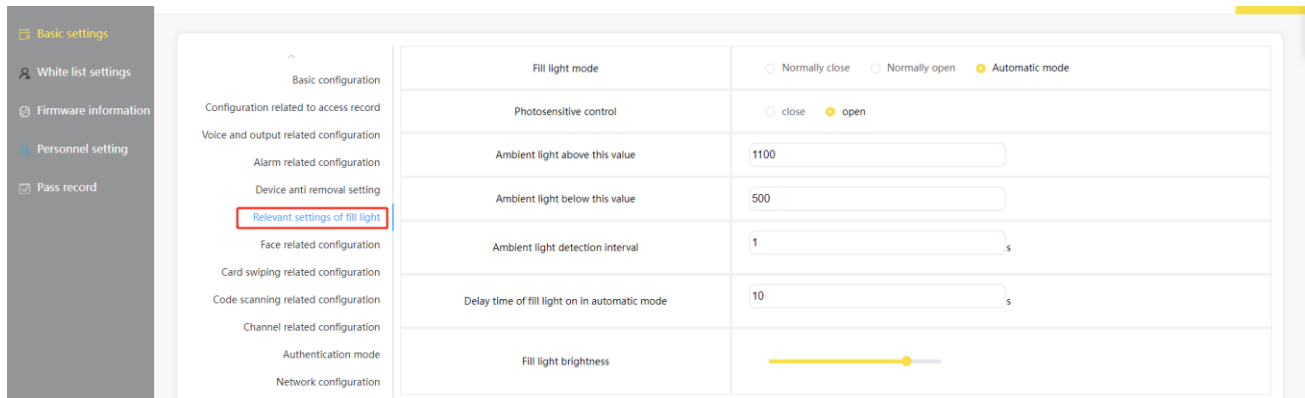 Basic settings
White list settings
Firmware information
Personnel setting
Pass record
Basic configuration
Configuration related to access record
Voice and output related configuration
Alarm related configuration
Device anti removal setting
Relevant settings of fill light
Face related configuration
Card swiping related configuration
Code scanning related configuration
Channel related configuration
Authentication mode
Network configuration
Fill light mode Normally close Normally open Automatic mode
Photosensitive control close open
Ambient light above this value 1100
Ambient light below this value 500
Ambient light detection interval 1 s
Delay time of fill light on in automatic mode 10 s
Fill light brightness